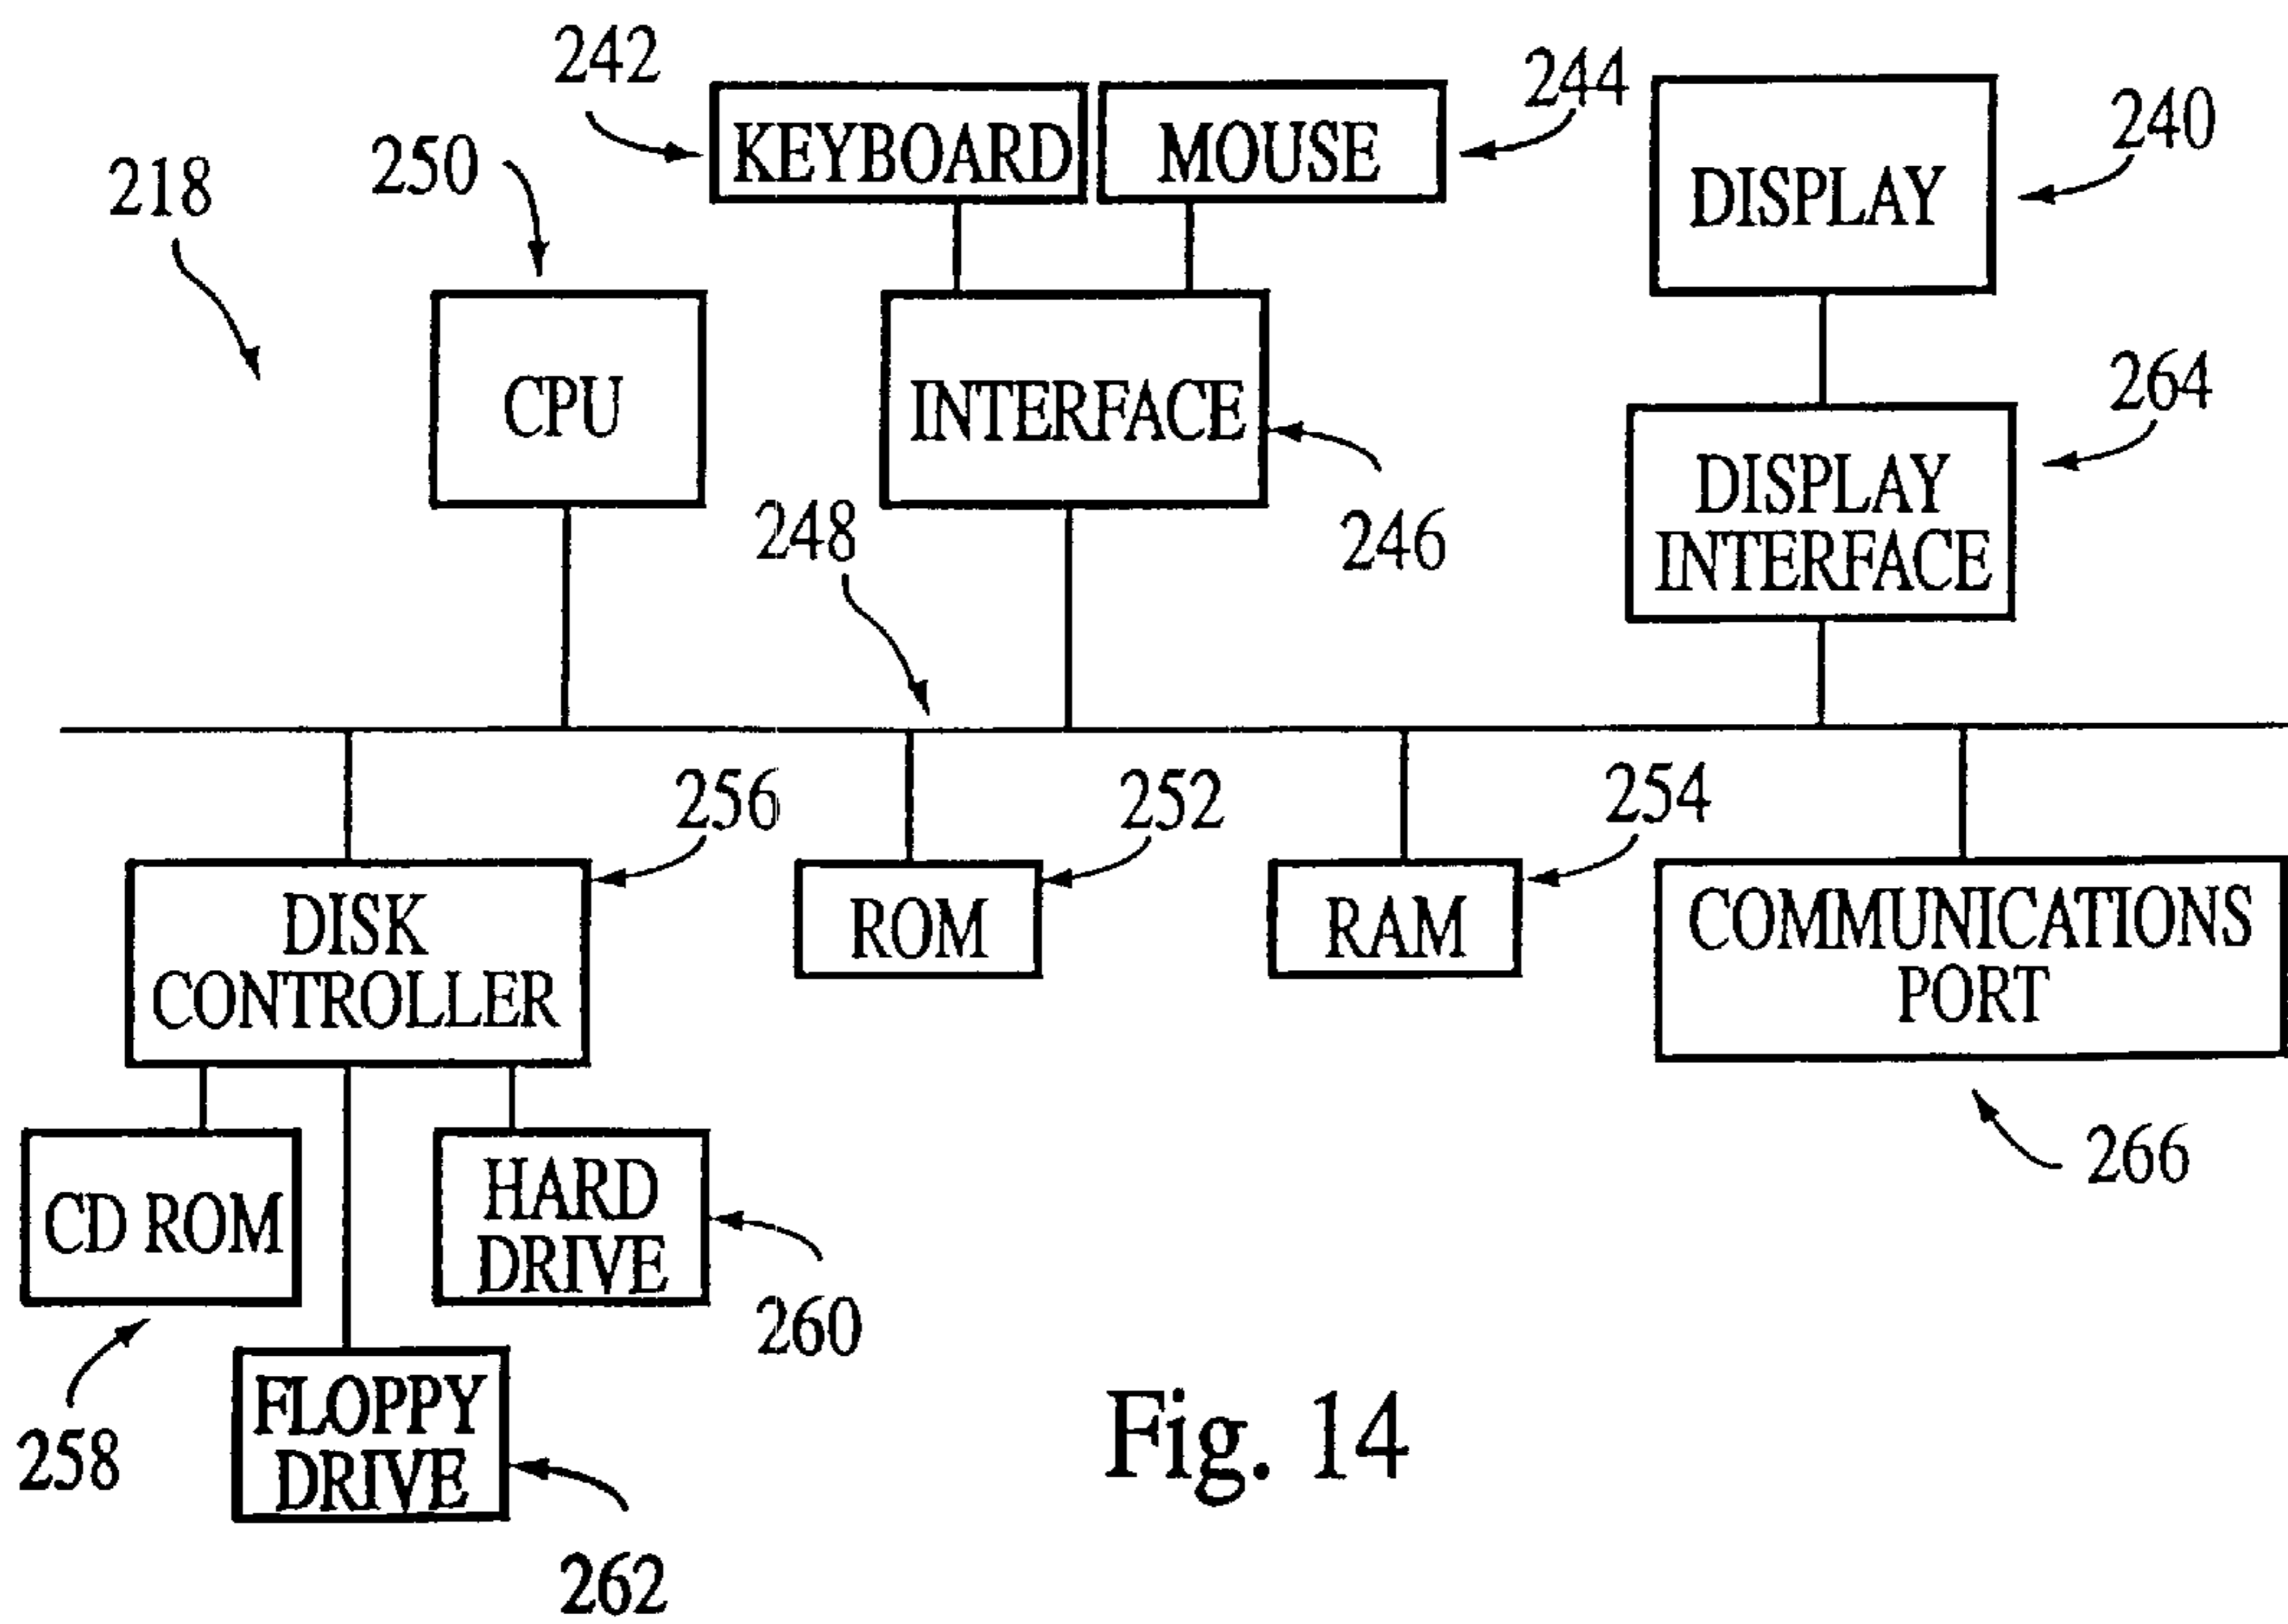 242
KEYBOARD
MOUSE
244
DISPLAY
240
218
250
CPU
INTERFACE
246
264
DISPLAY
INTERFACE
248
256
DISK
CONTROLLER
252
ROM
254
RAM
COMMUNICATIONS
PORT
266
CD ROM
258
HARD
DRIVE
260
FLOPPY
DRIVE
262
Fig. 14